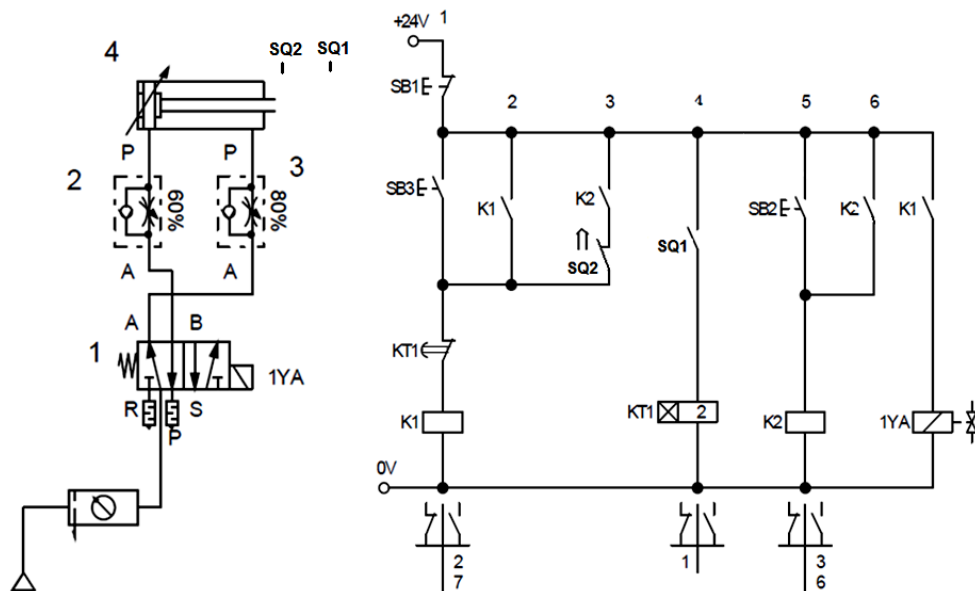 SQ2 SQ1
4
P P
2 3
60% 80%
A A
A B
1 1YA
R S
P
+24V 1
SB1
2 3 4 5 6
SB3 K1 K2 SQ1 SB2 K2 K1
SQ2
KT1
K1 KT1 2 K2 1YA
0V
2 1 3
7 6